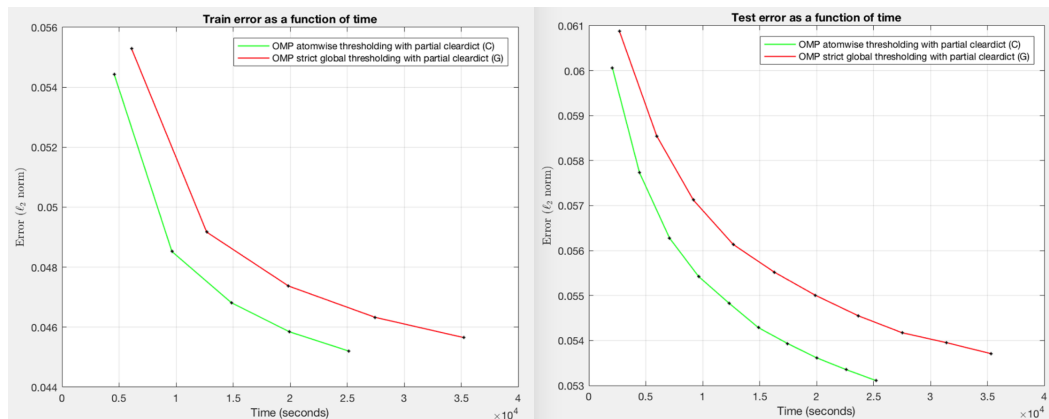 Train error as a function of time
OMP atomwise thresholding with partial cleardict (C)
OMP strict global thresholding with partial cleardict (G)
0.056
0.054
0.052
0.05
0.048
0.046
0.044
Error (ℓ₂ norm)
0 0.5 1 1.5 2 2.5 3 3.5 4
×10⁴
Time (seconds)
Test error as a function of time
OMP atomwise thresholding with partial cleardict (C)
OMP strict global thresholding with partial cleardict (G)
0.061
0.06
0.059
0.058
0.057
0.056
0.055
0.054
0.053
Error (ℓ₂ norm)
0 0.5 1 1.5 2 2.5 3 3.5 4
×10⁴
Time (seconds)